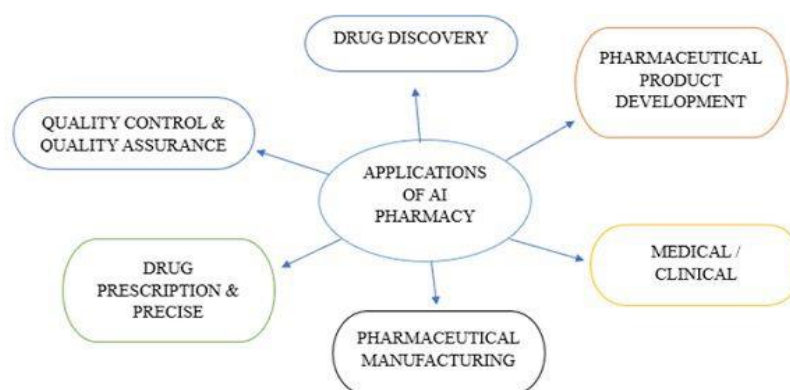 DRUG DISCOVERY
PHARMACEUTICAL
PRODUCT
DEVELOPMENT
QUALITY CONTROL &
QUALITY ASSURANCE
APPLICATIONS
OF AI
PHARMACY
MEDICAL /
CLINICAL
DRUG
PRESCRIPTION &
PRECISE
PHARMACEUTICAL
MANUFACTURING